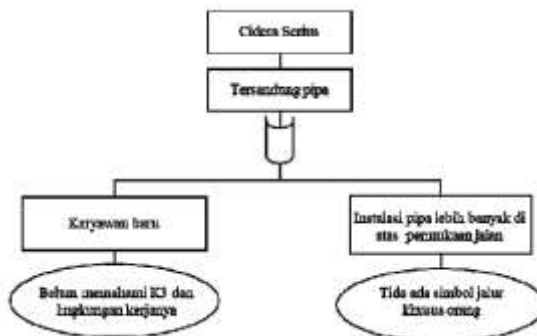 Cidera Serius
Tersandung pipa
Karyawan baru
Instalasi pipa lebih banyak di
atas permukaan jalan
Belum memahami K3 dan
lingkungan kerjanya
Tida ada simbol jalur
khusus orang